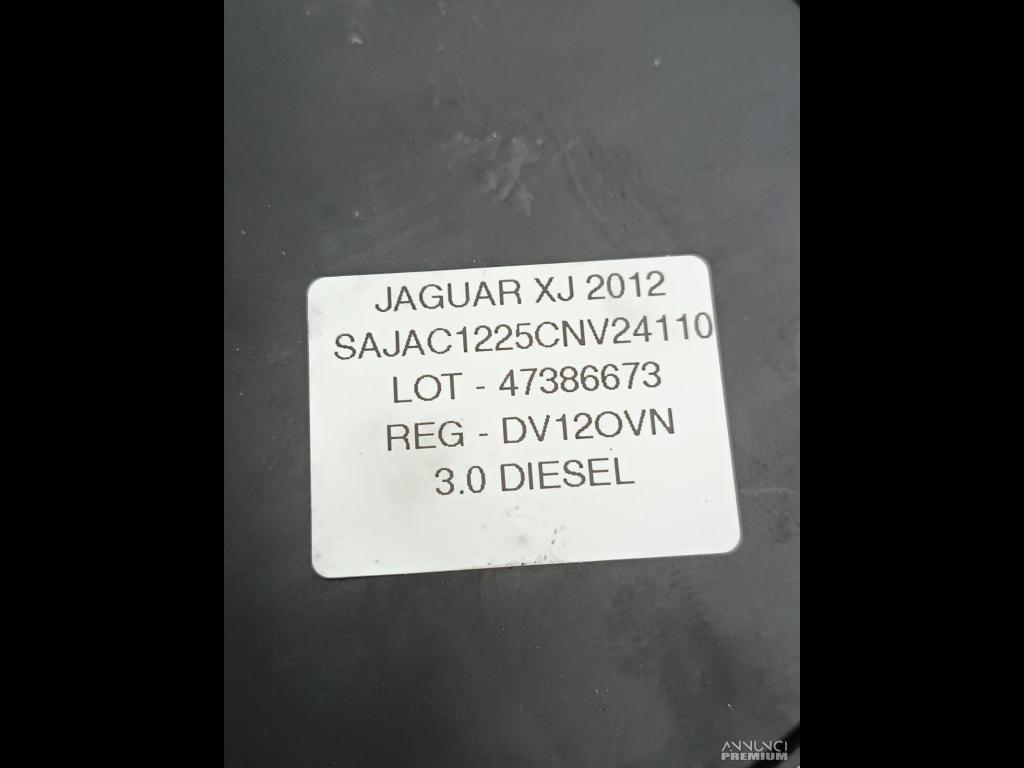 JAGUAR XJ 2012
SAJAC1225CNV24110
LOT - 47386673
REG - DV12OVN
3.0 DIESEL
ANNUNCI
PREMIUM